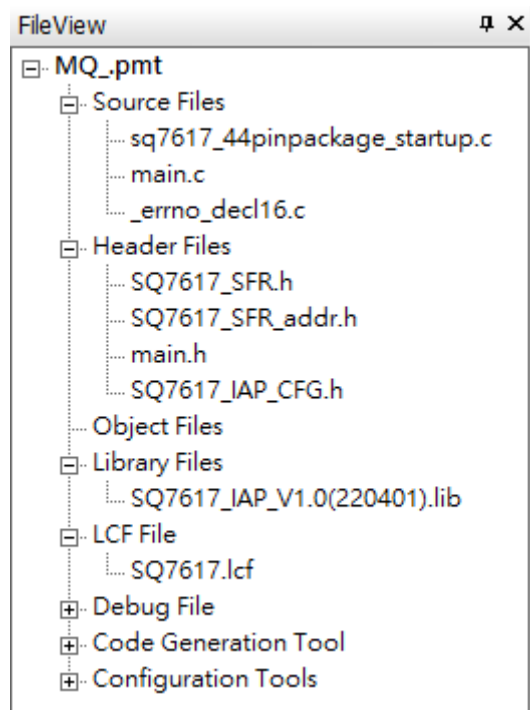 FileView
MQ_.pmt
Source Files
sq7617_44pinpackage_startup.c
main.c
_errno_decl16.c
Header Files
SQ7617_SFR.h
SQ7617_SFR_addr.h
main.h
SQ7617_IAP_CFG.h
Object Files
Library Files
SQ7617_IAP_V1.0(220401).lib
LCF File
SQ7617.lcf
Debug File
Code Generation Tool
Configuration Tools